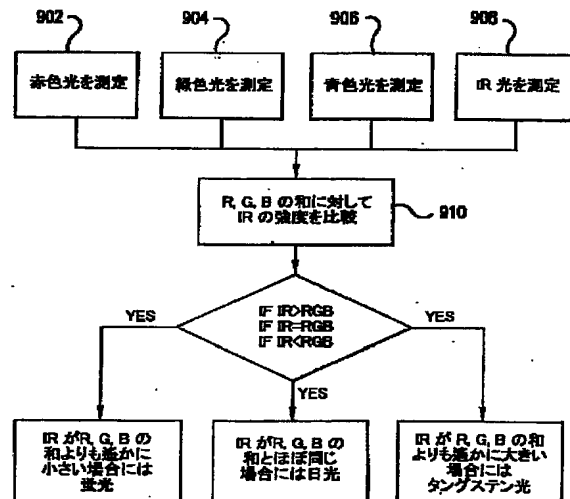 902
904
906
908
赤色光を測定
緑色光を測定
青色光を測定
IR 光を測定
R, G, B の和に対して
IR の強度を比較
910
IF IR>RGB
IF IR=RGB
IF IR<RGB
YES
YES
YES
IR がR, G, B の
和よりも遥かに
小さい場合には
蛍光
IR がR, G, B の
和とほぼ同じ
場合には日光
IR が R, G, B の和
よりも遥かに大きい
場合には
タングステン光